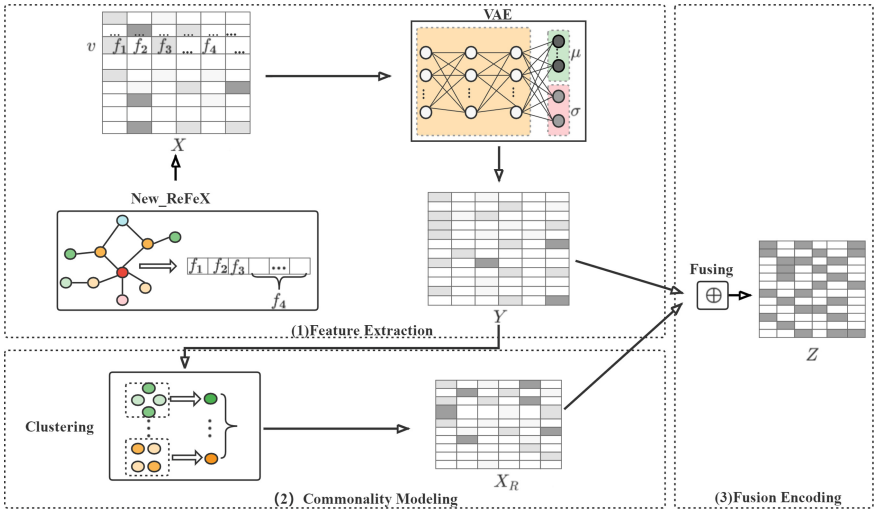 VAE
... ... ... ... ... ...
v f1 f2 f3 ... f4 ...
μ
σ
X
New_ReFeX
f1 f2 f3 ...
f4
Y
(1)Feature Extraction
Fusing
⊕
Z
Clustering
X_R
(2) Commonality Modeling
(3)Fusion Encoding